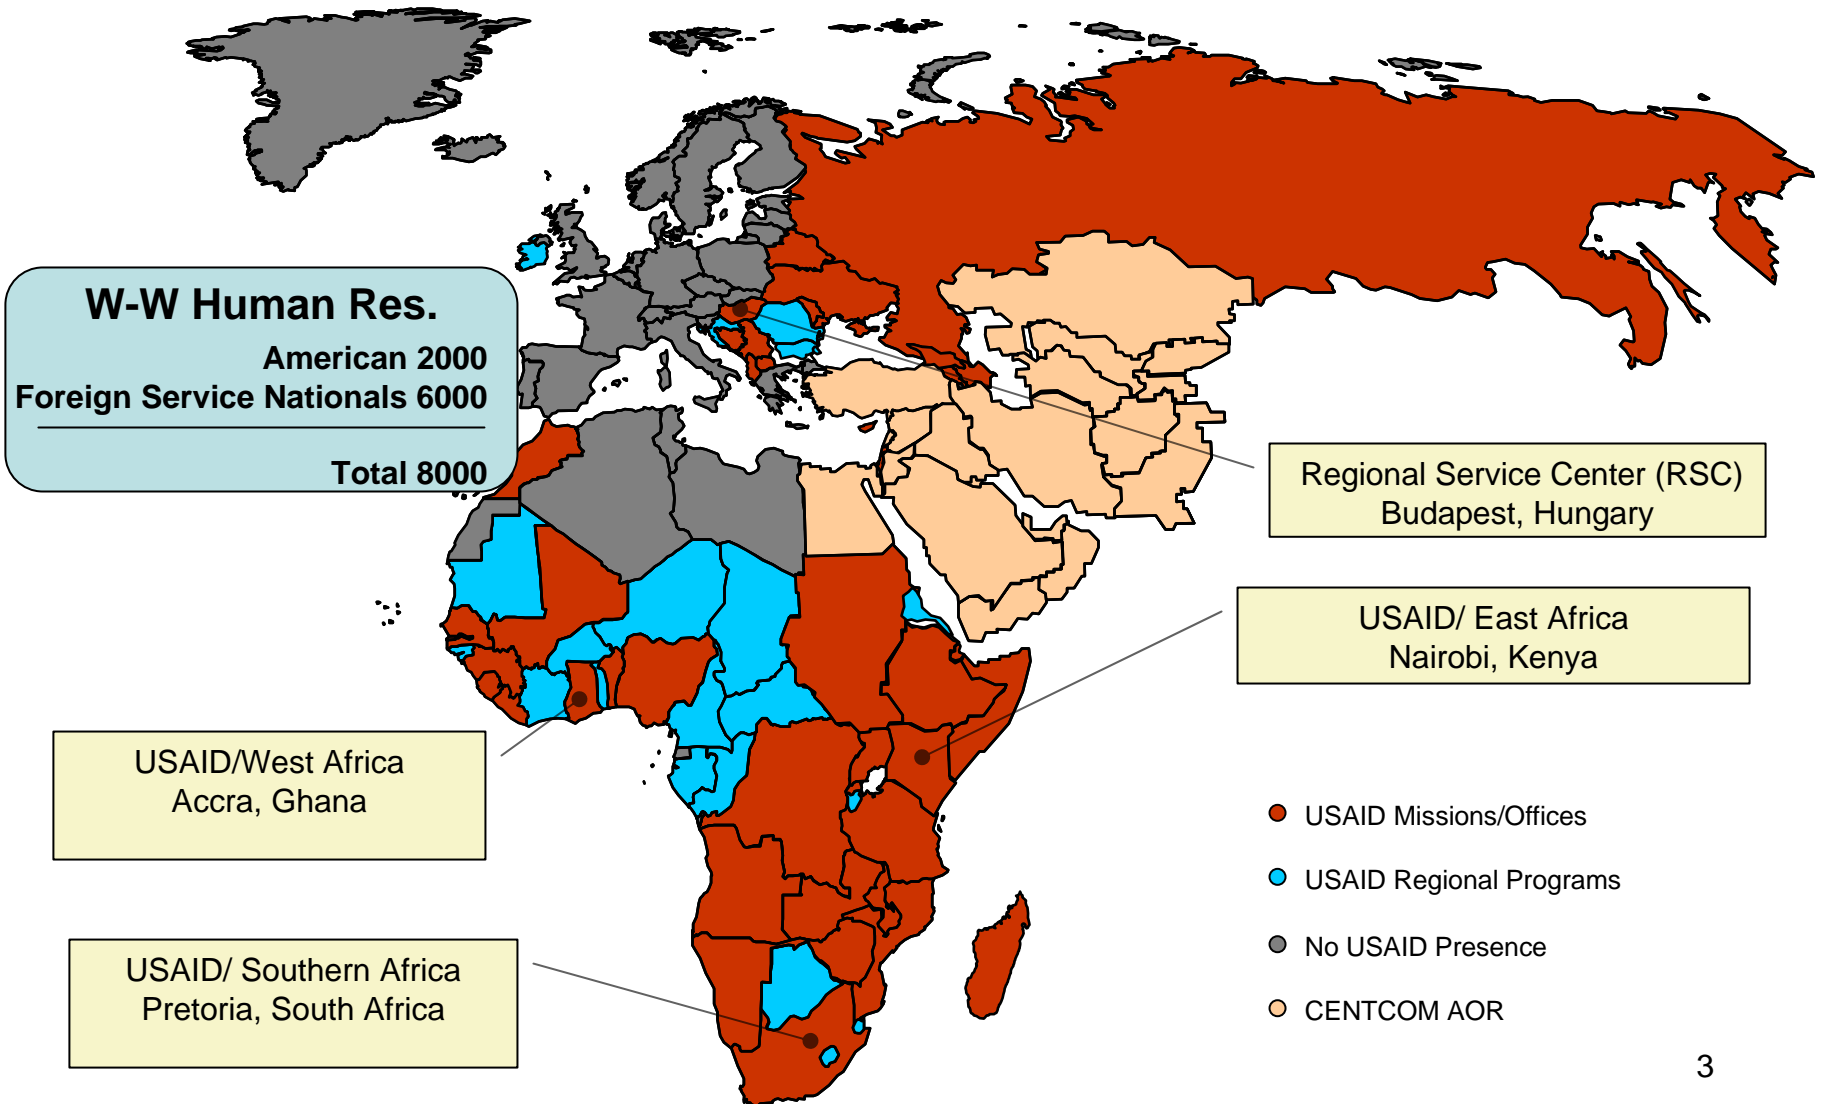 W-W Human Res.
American 2000
Foreign Service Nationals 6000
Total 8000
Regional Service Center (RSC)
Budapest, Hungary
USAID/ East Africa
Nairobi, Kenya
USAID/West Africa
Accra, Ghana
USAID/ Southern Africa
Pretoria, South Africa
USAID Missions/Offices
USAID Regional Programs
No USAID Presence
CENTCOM AOR
3